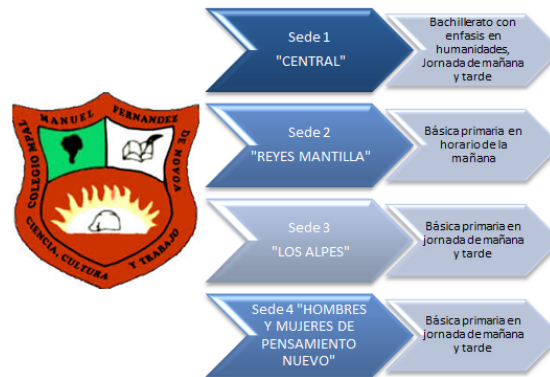 COLEGIO MPAL. MANUEL FERNANDEZ DE NOVOA
CIENCIA, CULTURA Y TRABAJO
Sede 1
"CENTRAL"
Bachillerato con
enfasis en
humanidades,
Jornada de mañana
y tarde
Sede 2
"REYES MANTILLA"
Básica primaria en
horario de la
mañana
Sede 3
"LOS ALPES"
Básica primaria en
jornada de mañana
y tarde
Sede 4 "HOMBRES
Y MUJERES DE
PENSAMIENTO
NUEVO"
Básica primaria en
jornada de mañana
y tarde